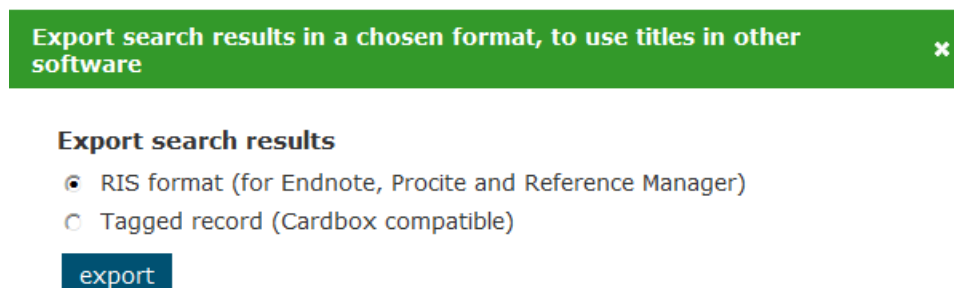 Export search results in a chosen format, to use titles in other
software
Export search results
RIS format (for Endnote, Procite and Reference Manager)
Tagged record (Cardbox compatible)
export